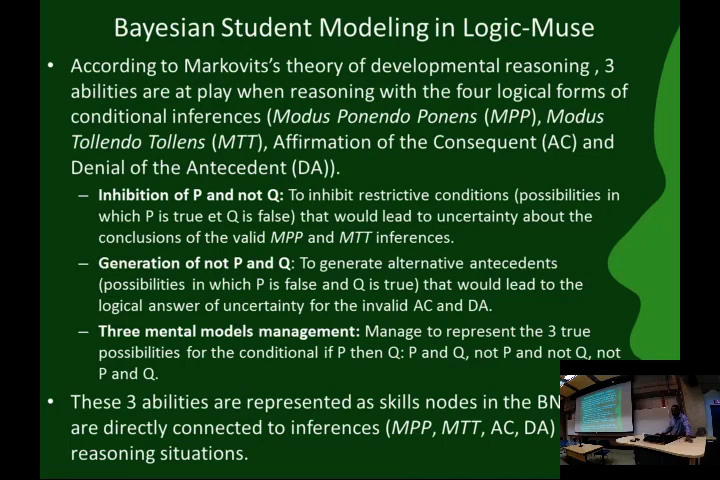 Bayesian Student Modeling in Logic-Muse
• According to Markovits's theory of developmental reasoning , 3
abilities are at play when reasoning with the four logical forms of
conditional inferences (Modus Ponendo Ponens (MPP), Modus
Tollendo Tollens (MTT), Affirmation of the Consequent (AC) and
Denial of the Antecedent (DA)).
– Inhibition of P and not Q: To inhibit restrictive conditions (possibilities in
which P is true et Q is false) that would lead to uncertainty about the
conclusions of the valid MPP and MTT inferences.
– Generation of not P and Q: To generate alternative antecedents
(possibilities in which P is false and Q is true) that would lead to the
logical answer of uncertainty for the invalid AC and DA.
– Three mental models management: Manage to represent the 3 true
possibilities for the conditional if P then Q: P and Q, not P and not Q, not
P and Q.
• These 3 abilities are represented as skills nodes in the BN
are directly connected to inferences (MPP, MTT, AC, DA)
reasoning situations.